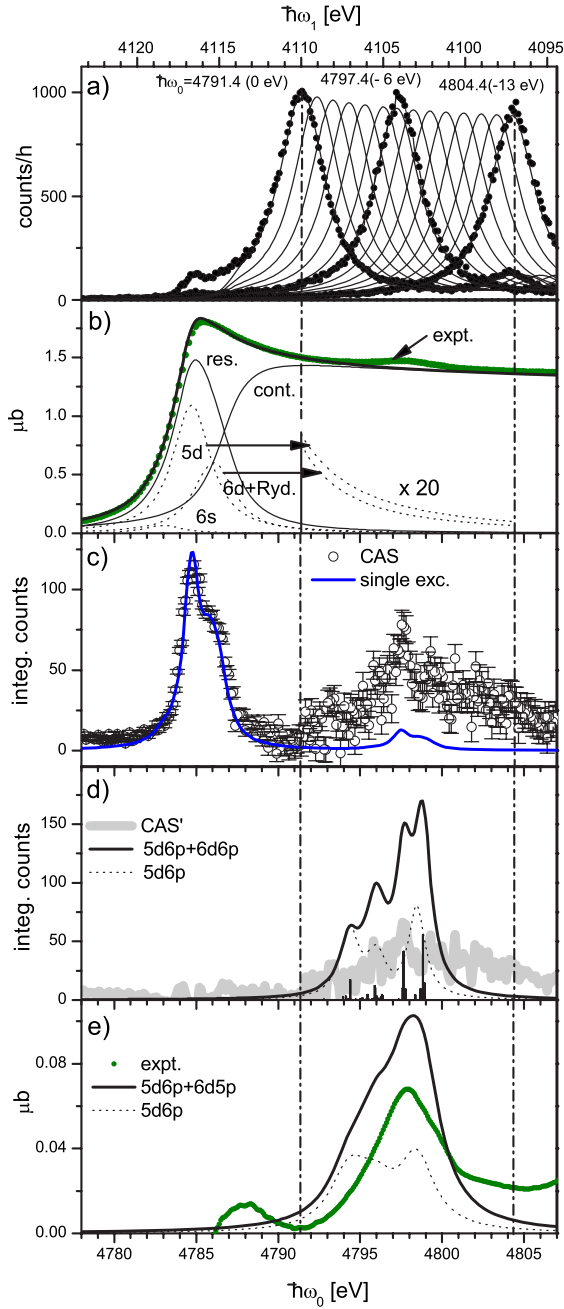 ħω₁ [eV]
4120 4115 4110 4105 4100 4095
a)
ħω₀=4791.4 (0 eV) 4797.4(- 6 eV) 4804.4(-13 eV)
1000
500
0
counts/h
b)
expt.
res.
cont.
1.5
1.0
0.5
0.0
μb
5d
6d+Ryd.
x 20
6s
c)
CAS
single exc.
100
50
0
integ. counts
d)
CAS'
5d6p+6d6p
5d6p
150
100
50
0
integ. counts
e)
expt.
5d6p+6d5p
5d6p
0.08
0.04
0.00
μb
4780 4785 4790 4795 4800 4805
ħω₀ [eV]